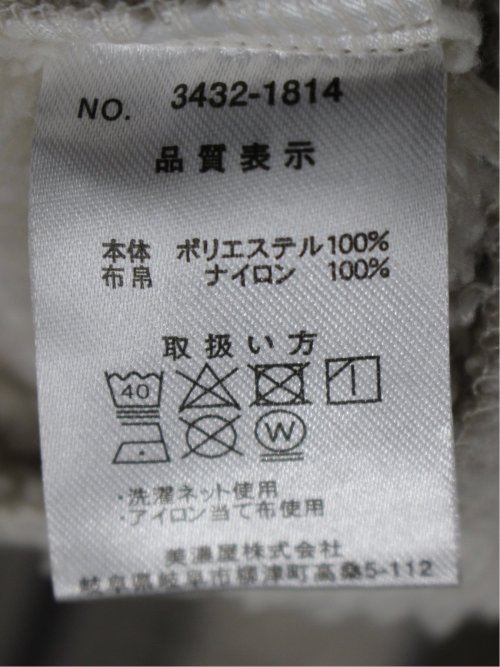 NO. 3432-1814
品質表示
本体 ポリエステル100%
布帛 ナイロン 100%
取扱い方
40
W
・洗濯ネット使用
・アイロン当て布使用
美濃屋株式会社
岐阜県岐阜市柳津町高桑5-112